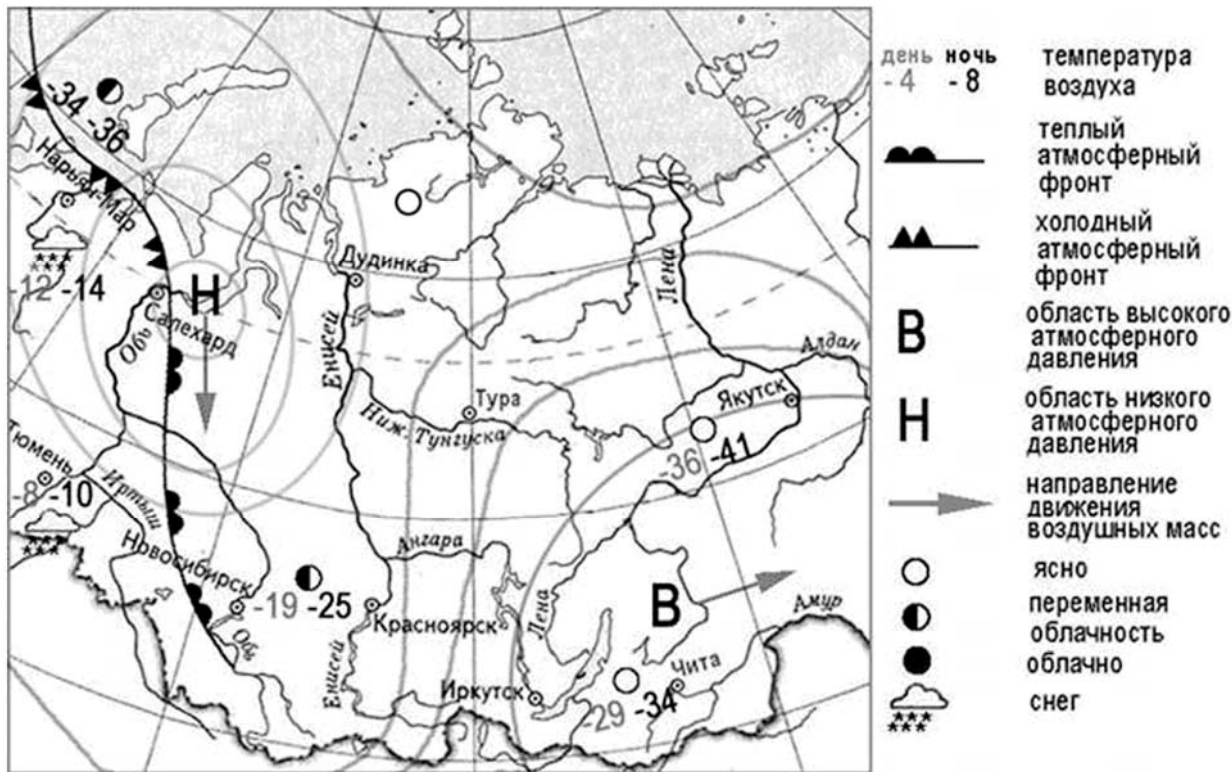 -34 -36
Нарьян-Мар
-12 -14
Дудинка
Н
Салехард
Обь
Енисей
Лена
Алдан
Якутск
Тура
Ниж. Тунгуска
-36 -41
Тюмень
-8 -10
Иртыш
Новосибирск
-19 -25
Ангара
Красноярск
Обь
Енисей
Лена
В
Амур
Иркутск
Чита
-29 -34
день ночь
- 4 - 8
температура
воздуха
теплый
атмосферный
фронт
холодный
атмосферный
фронт
В
область высокого
атмосферного
давления
Н
область низкого
атмосферного
давления
направление
движения
воздушных масс
ясно
переменная
облачность
облачно
снег